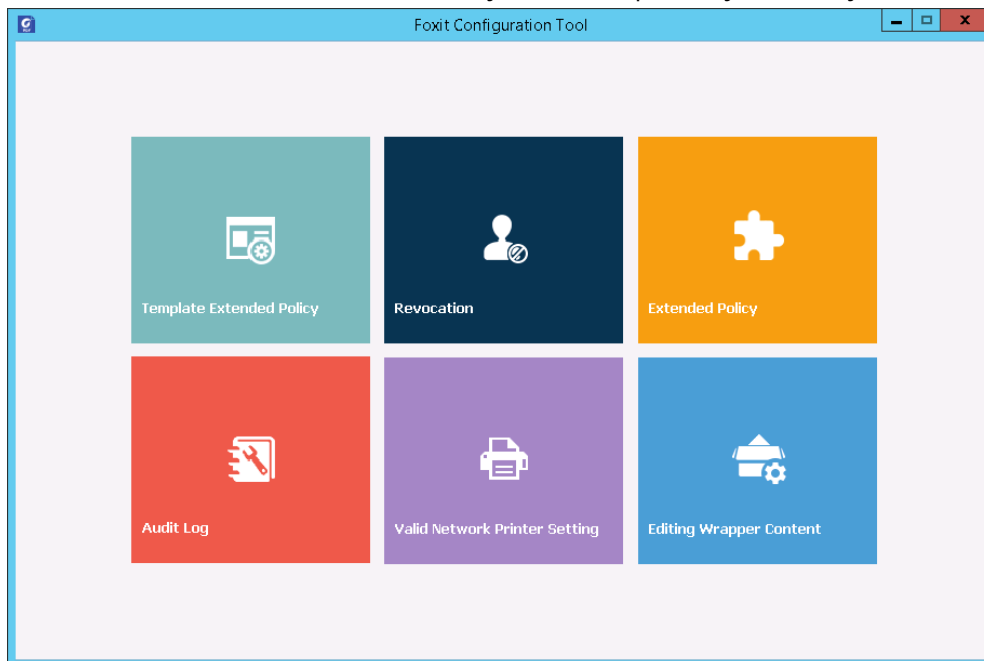 Foxit Configuration Tool
Template Extended Policy
Revocation
Extended Policy
Audit Log
Valid Network Printer Setting
Editing Wrapper Content